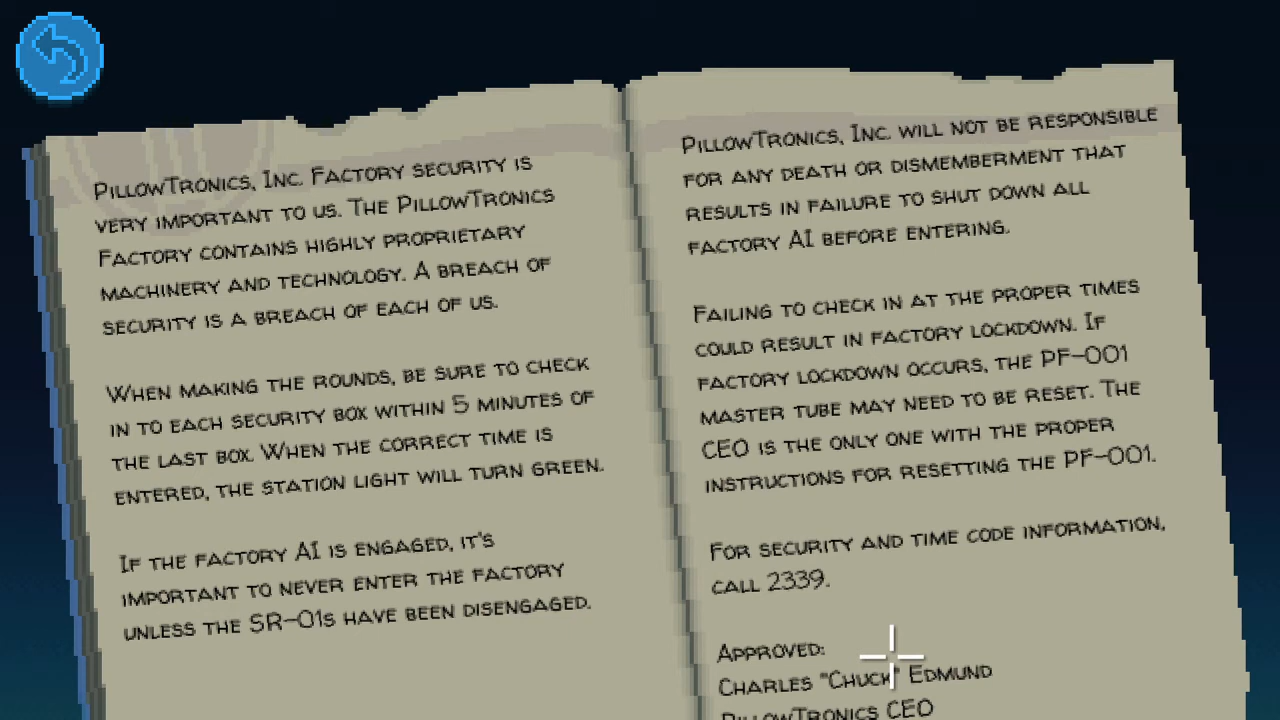 PillowTronics, Inc. Factory security is
very important to us. The PillowTronics
Factory contains highly proprietary
machinery and technology. A breach of
security is a breach of each of us.
When making the rounds, be sure to check
in to each security box within 5 minutes of
the last box. When the correct time is
entered, the station light will turn green.
If the factory AI is engaged, it's
important to never enter the factory
unless the SR-01s have been disengaged.
PillowTronics, Inc. will not be responsible
for any death or dismemberment that
results in failure to shut down all
factory AI before entering.
Failing to check in at the proper times
could result in factory lockdown. If
factory lockdown occurs, the PF-001
master tube may need to be reset. The
CEO is the only one with the proper
instructions for resetting the PF-001.
For security and time code information,
call 2339.
Approved:
Charles "Chuck" Edmund
PillowTronics CEO